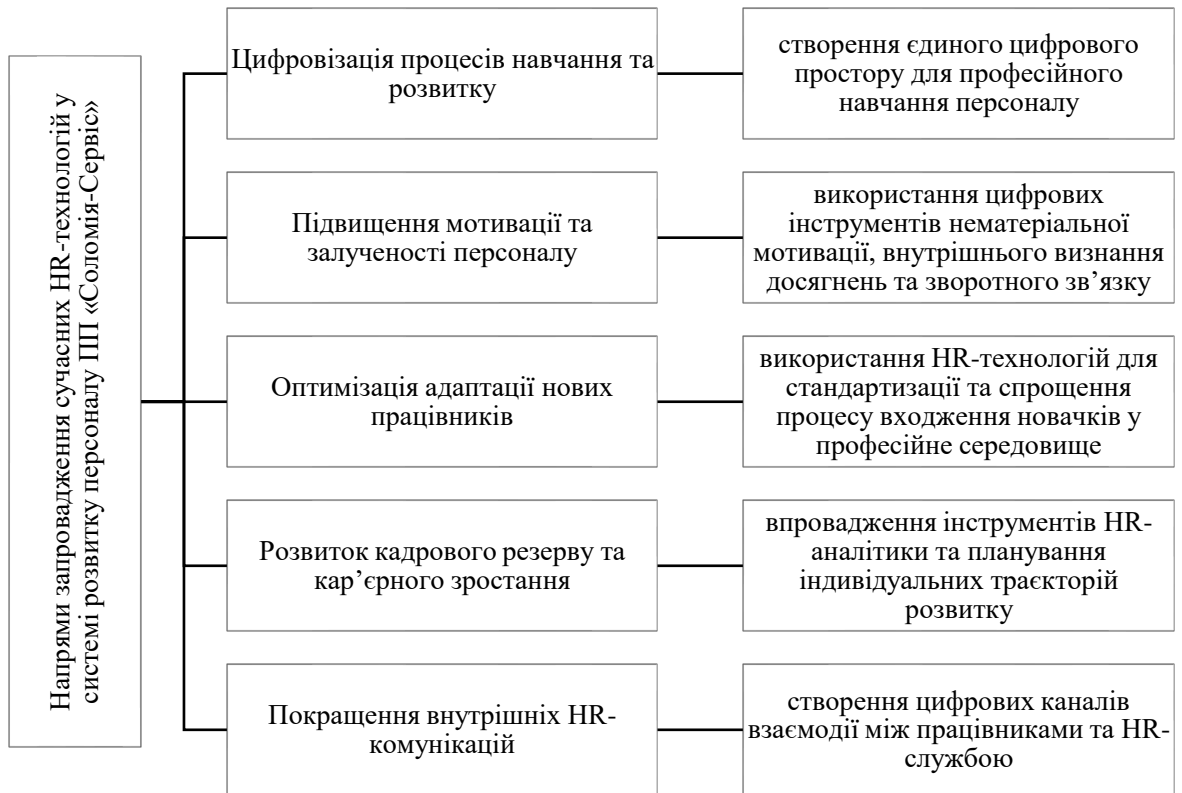 Напрями запровадження сучасних HR-технологій у
системі розвитку персоналу ПП «Соломія-Сервіс»
Цифровізація процесів навчання та
розвитку
створення єдиного цифрового
простору для професійного
навчання персоналу
Підвищення мотивації та
залученості персоналу
використання цифрових
інструментів нематеріальної
мотивації, внутрішнього визнання
досягнень та зворотного зв’язку
Оптимізація адаптації нових
працівників
використання HR-технологій для
стандартизації та спрощення
процесу входження новачків у
професійне середовище
Розвиток кадрового резерву та
кар’єрного зростання
впровадження інструментів HR-
аналітики та планування
індивідуальних траєкторій
розвитку
Покращення внутрішніх HR-
комунікацій
створення цифрових каналів
взаємодії між працівниками та HR-
службою